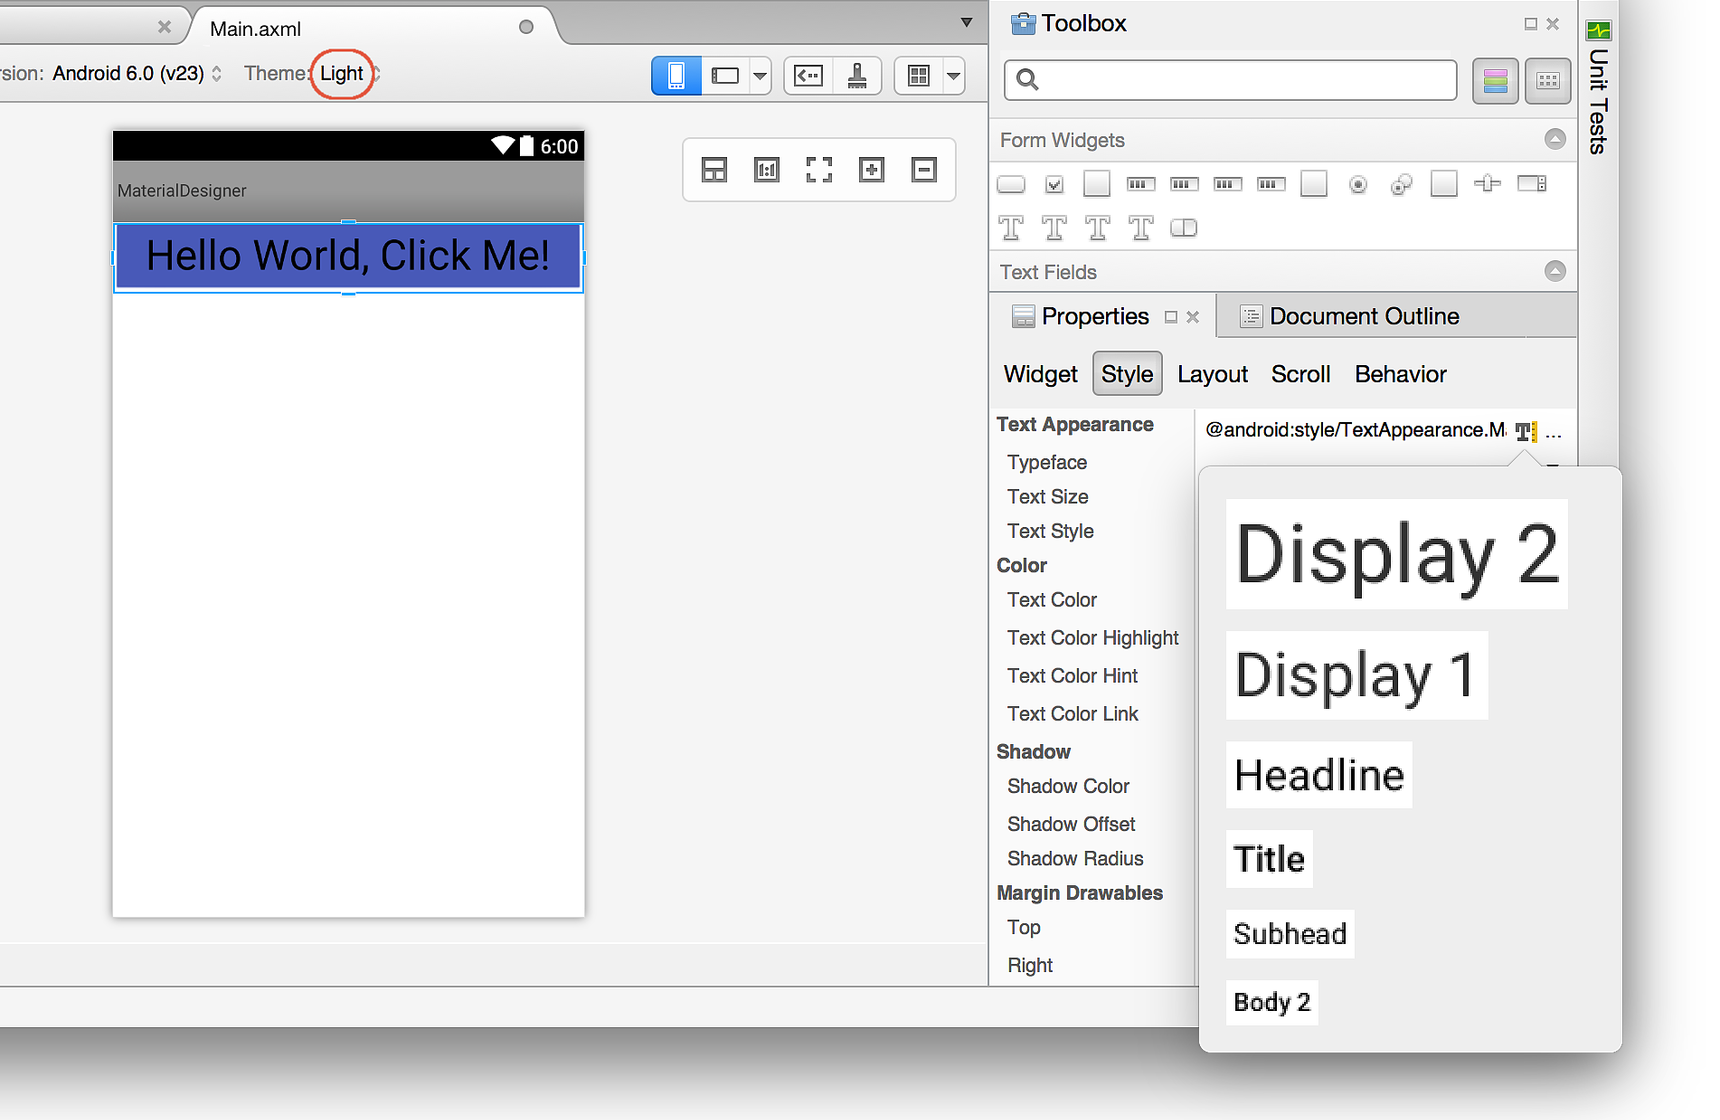 Main.axml
Toolbox
rsion: Android 6.0 (v23) Theme: Light
Unit Tests
6:00
MaterialDesigner
Hello World, Click Me!
Form Widgets
Text Fields
Properties
Document Outline
Widget Style Layout Scroll Behavior
Text Appearance
@android:style/TextAppearance.Ma
...
Typeface
Text Size
Text Style
Color
Text Color
Text Color Highlight
Text Color Hint
Text Color Link
Shadow
Shadow Color
Shadow Offset
Shadow Radius
Margin Drawables
Top
Right
Display 2
Display 1
Headline
Title
Subhead
Body 2